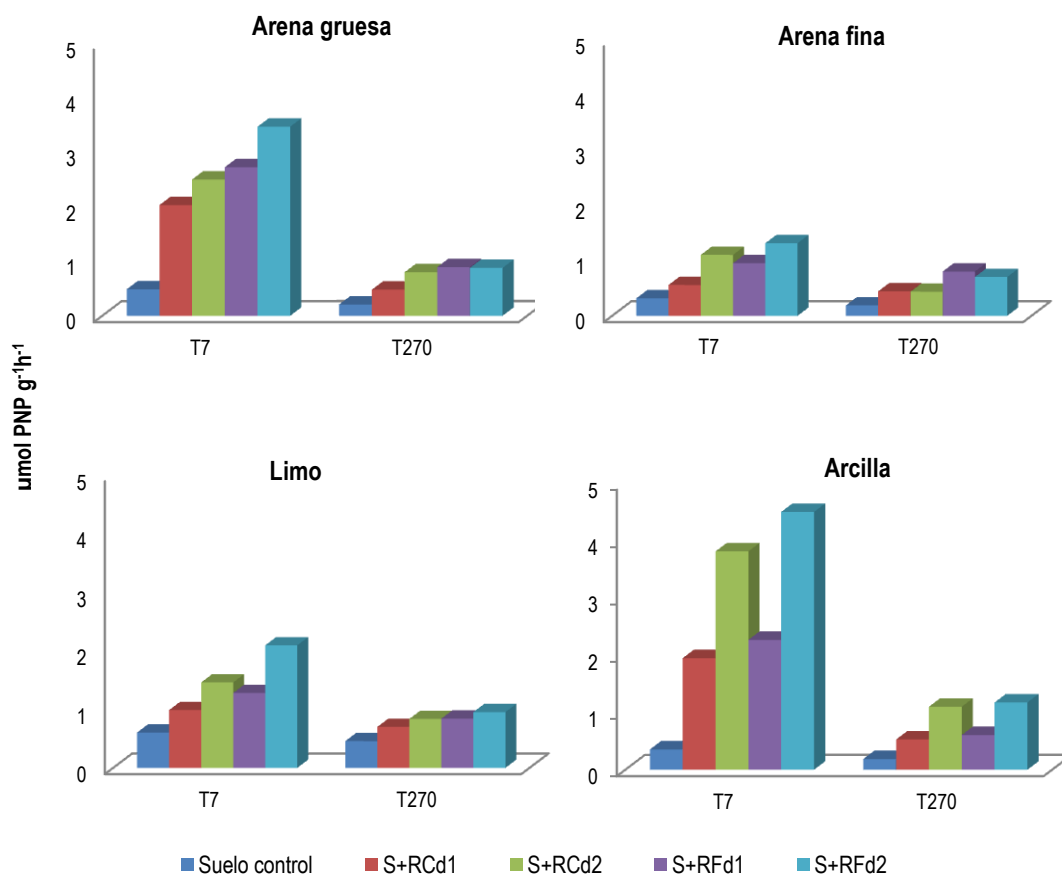 Arena gruesa
5
4
3
2
1
0
T7 T270
Arena fina
5
4
3
2
1
0
T7 T270
µmol PNP g⁻¹h⁻¹
Limo
5
4
3
2
1
0
T7 T270
Arcilla
5
4
3
2
1
0
T7 T270
Suelo control S+RCd1 S+RCd2 S+RFd1 S+RFd2